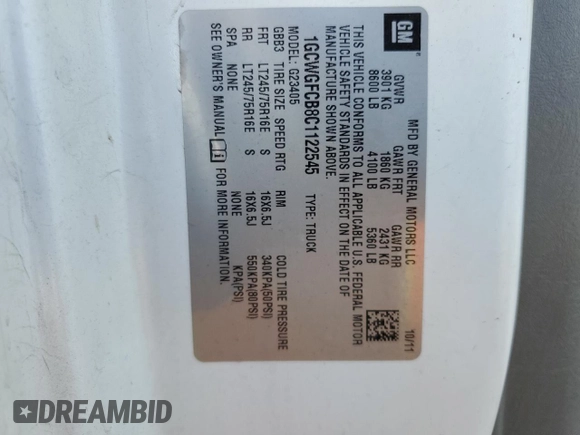 GM
MFD BY GENERAL MOTORS LLC
10/11
GVWR GAWR FRT GAWR RR
3901 KG 1860 KG 2431 KG
8600 LB 4100 LB 5360 LB
THIS VEHICLE CONFORMS TO ALL APPLICABLE U.S. FEDERAL MOTOR
VEHICLE SAFETY STANDARDS IN EFFECT ON THE DATE OF
MANUFACTURE SHOWN ABOVE.
1GCWGFCB8C1122545 TYPE: TRUCK
MODEL: G23405
GBB3 TIRE SIZE SPEED RTG RIM COLD TIRE PRESSURE
FRT LT245/75R16E S 16X6.5J 340KPA(50PSI)
RR LT245/75R16E S 16X6.5J 550KPA(80PSI)
SPA NONE NONE KPA(PSI)
SEE OWNER'S MANUAL i FOR MORE INFORMATION.
DREAMBID